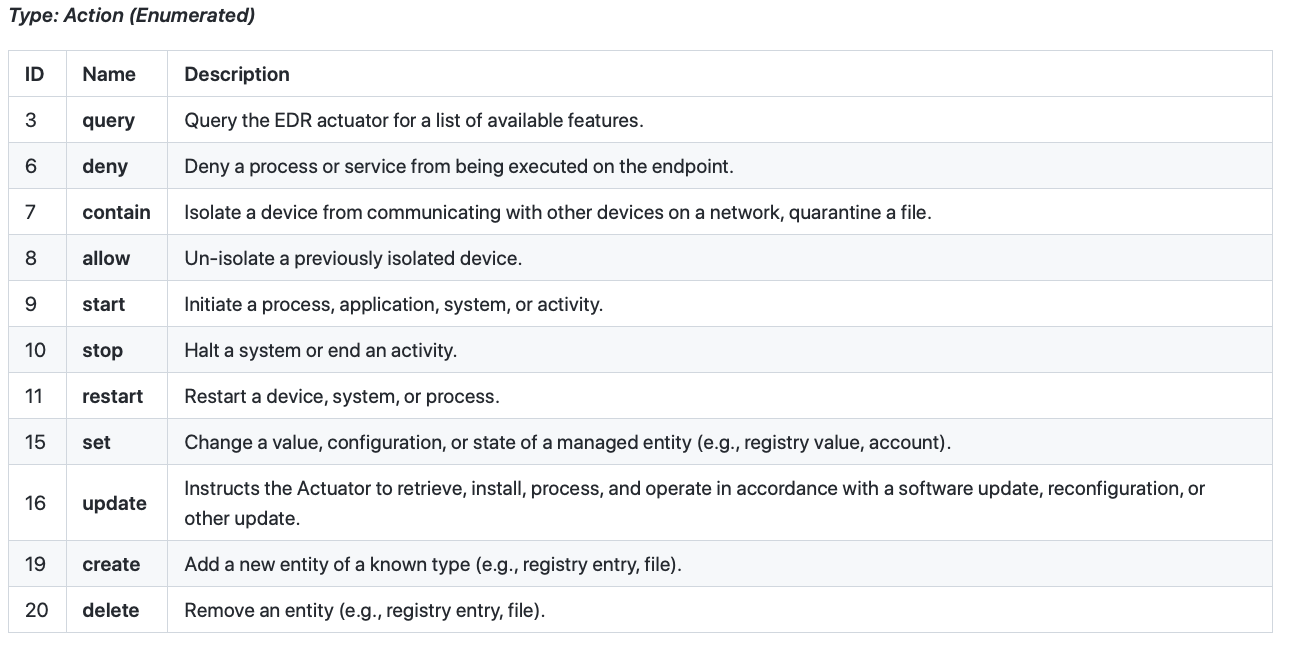 Type: Action (Enumerated)
ID Name Description
3 query Query the EDR actuator for a list of available features.
6 deny Deny a process or service from being executed on the endpoint.
7 contain Isolate a device from communicating with other devices on a network, quarantine a file.
8 allow Un-isolate a previously isolated device.
9 start Initiate a process, application, system, or activity.
10 stop Halt a system or end an activity.
11 restart Restart a device, system, or process.
15 set Change a value, configuration, or state of a managed entity (e.g., registry value, account).
16 update Instructs the Actuator to retrieve, install, process, and operate in accordance with a software update, reconfiguration, or
other update.
19 create Add a new entity of a known type (e.g., registry entry, file).
20 delete Remove an entity (e.g., registry entry, file).